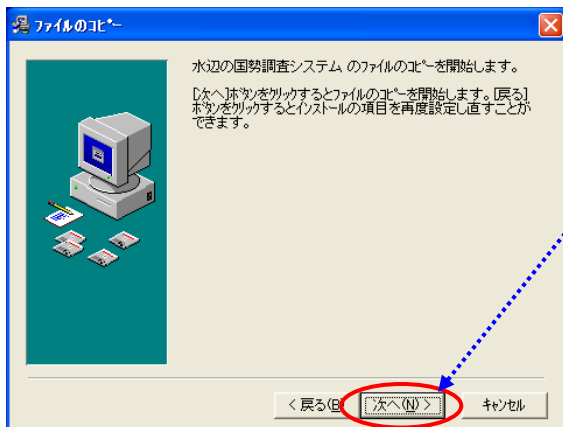 ファイルのコピー
水辺の国勢調査システム のファイルのコピーを開始します。
[次へ]ボタンをクリックするとファイルのコピーを開始します。[戻る]
ボタンをクリックするとインストールの項目を再度設定し直すことが
できます。
< 戻る(B)
次へ(N) >
キャンセル